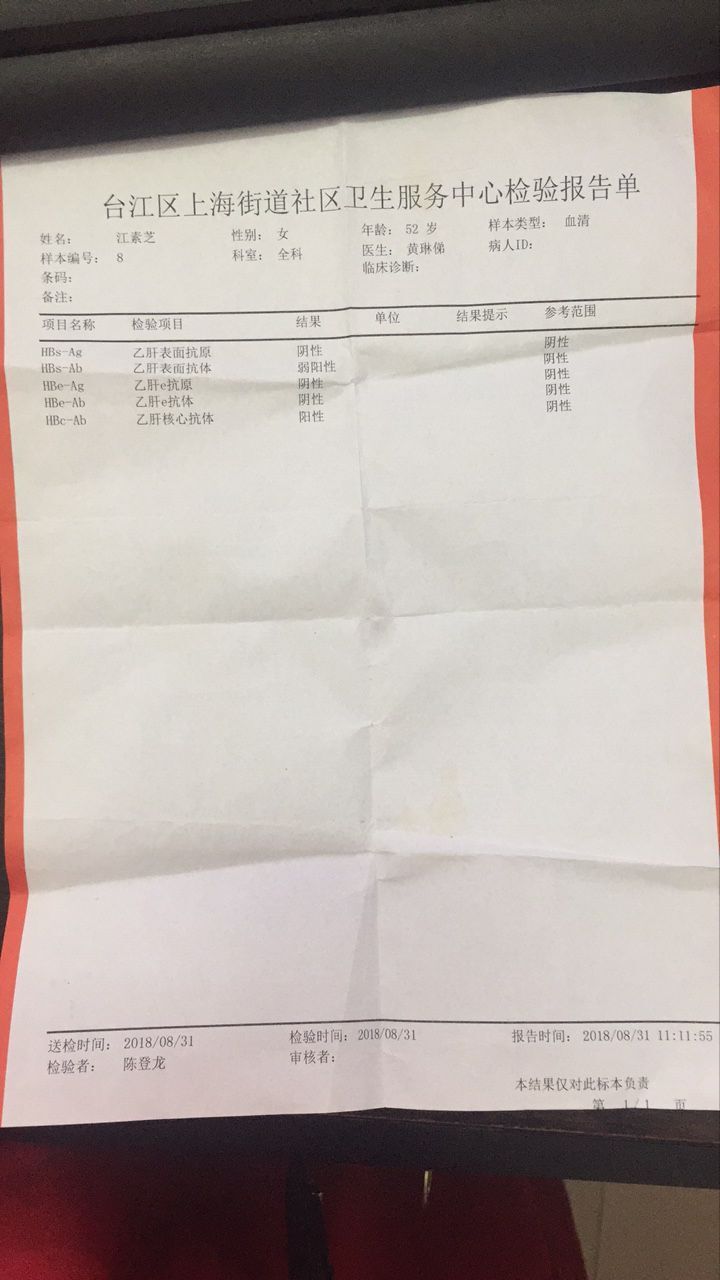 台江区上海街道社区卫生服务中心检验报告单
姓名： 江素芝 性别： 女 年龄： 52 岁 样本类型： 血清
样本编号： 8 科室： 全科 医生： 黄琳俤 病人ID：
条码： 临床诊断：
备注：
项目名称 检验项目 结果 单位 结果提示 参考范围
HBs-Ag 乙肝表面抗原 阴性 阴性
HBs-Ab 乙肝表面抗体 弱阳性 阴性
HBe-Ag 乙肝e抗原 阴性 阴性
HBe-Ab 乙肝e抗体 阴性 阴性
HBc-Ab 乙肝核心抗体 阳性 阴性
送检时间： 2018/08/31 检验时间： 2018/08/31 报告时间： 2018/08/31 11:11:55
检验者： 陈登龙 审核者：
本结果仅对此标本负责
第 1/1 页